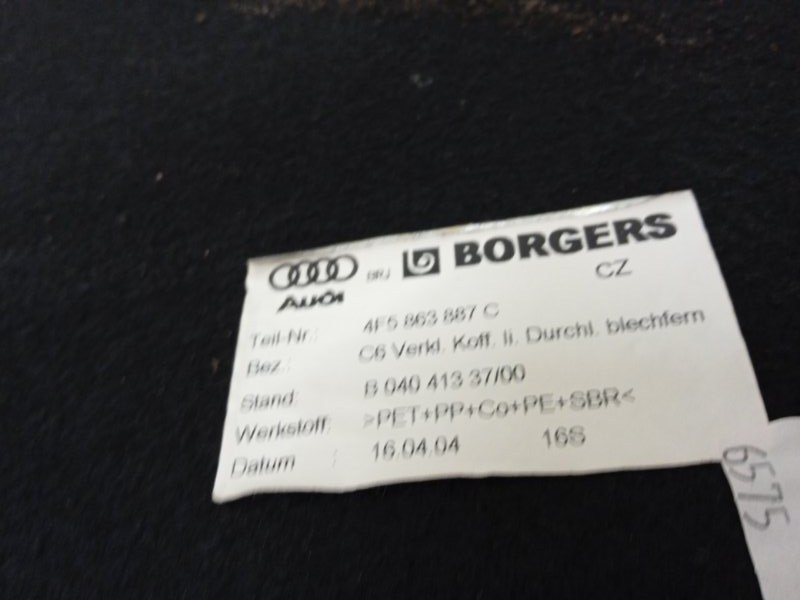 BORGERS
Audi
CZ
Teil-Nr.: 4F5 863 887 C
Bez.: C6 Verkl. Koff. li. Durchl. blechfern
Stand: B 040 413 37/00
Werkstoff: >PET+PP+Co+PE+SBR<
Datum : 16.04.04 16S
6575